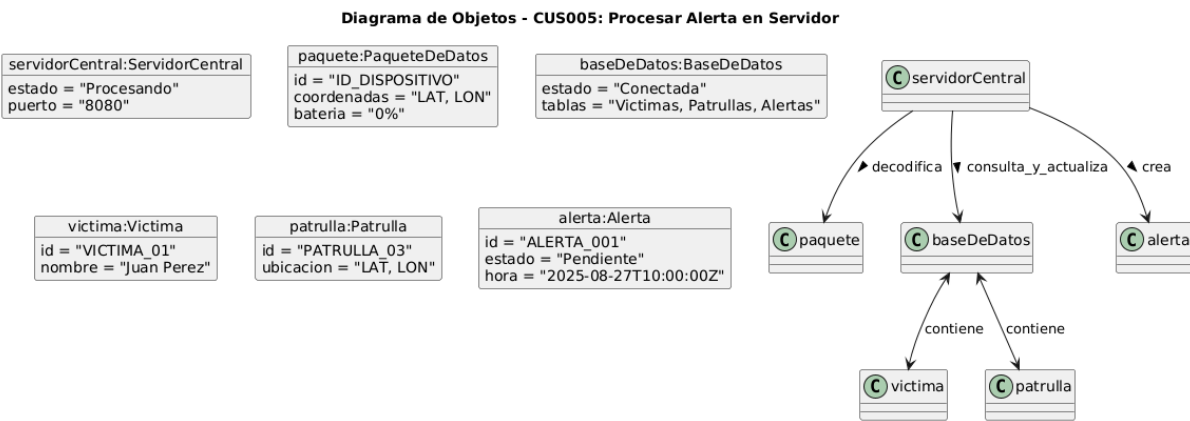 Diagrama de Objetos - CUS005: Procesar Alerta en Servidor
servidorCentral:ServidorCentral
estado = "Procesando"
puerto = "8080"
paquete:PaqueteDeDatos
id = "ID_DISPOSITIVO"
coordenadas = "LAT, LON"
bateria = "0%"
baseDeDatos:BaseDeDatos
estado = "Conectada"
tablas = "Victimas, Patrullas, Alertas"
C servidorCentral
decodifica
consulta_y_actualiza
crea
victima:Victima
id = "VICTIMA_01"
nombre = "Juan Perez"
patrulla:Patrulla
id = "PATRULLA_03"
ubicacion = "LAT, LON"
alerta:Alerta
id = "ALERTA_001"
estado = "Pendiente"
hora = "2025-08-27T10:00:00Z"
C paquete
C baseDeDatos
C alerta
contiene
contiene
C victima
C patrulla